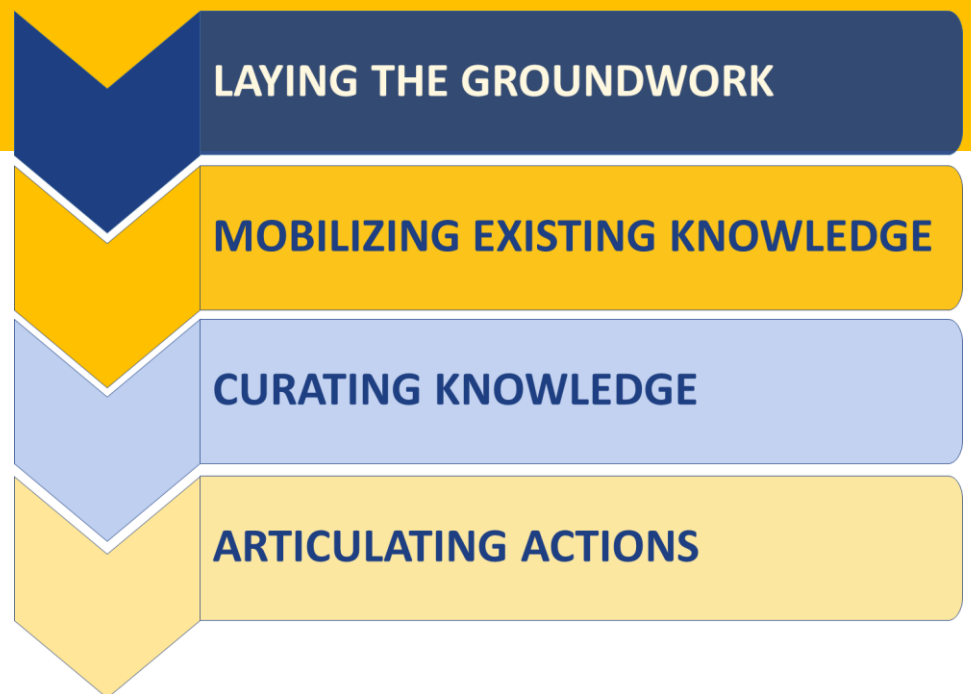 LAYING THE GROUNDWORK
MOBILIZING EXISTING KNOWLEDGE
CURATING KNOWLEDGE
ARTICULATING ACTIONS